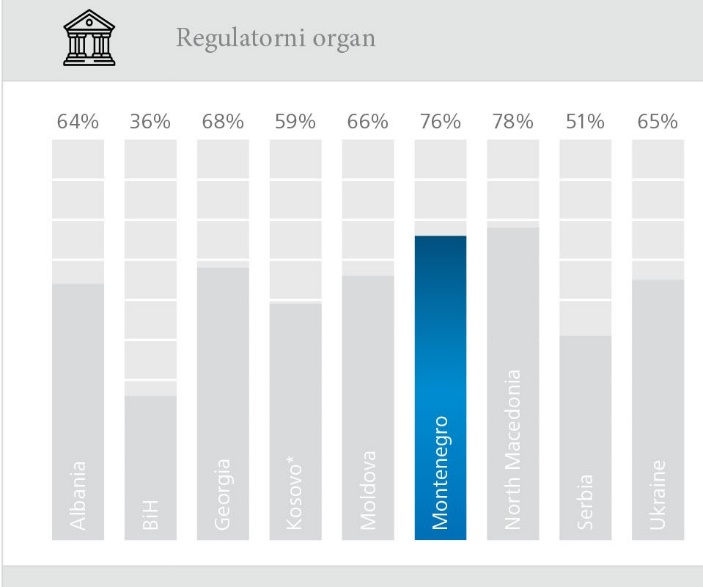 Regulatorni organ
64% 36% 68% 59% 66% 76% 78% 51% 65%
Albania
BiH
Georgia
Kosovo*
Moldova
Montenegro
North Macedonia
Serbia
Ukraine